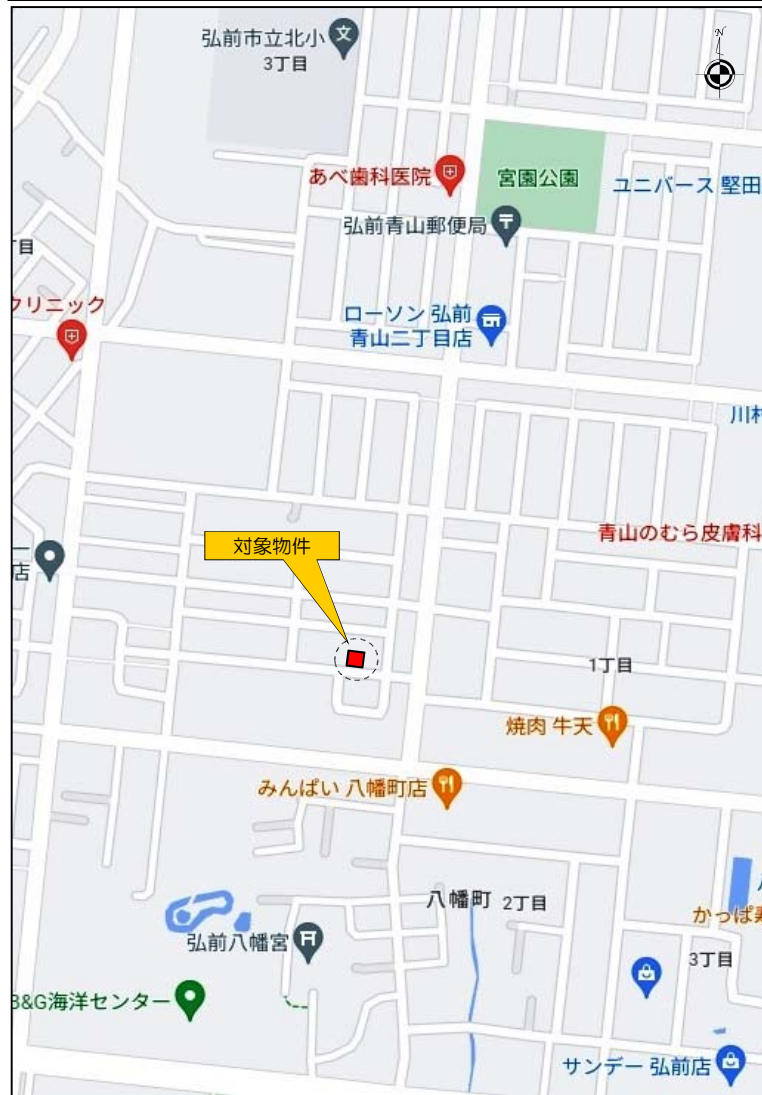 弘前市立北小
3丁目
N
あべ歯科医院
宮園公園
ユニバース 堅田
弘前青山郵便局
丁目
クリニック
ローソン 弘前
青山二丁目店
川村
青山のむら皮膚科
対象物件
店
1丁目
焼肉 牛天
みんぱい 八幡町店
八幡町 2丁目
かっぱ寿
弘前八幡宮
3丁目
B&G海洋センター
サンデー 弘前店